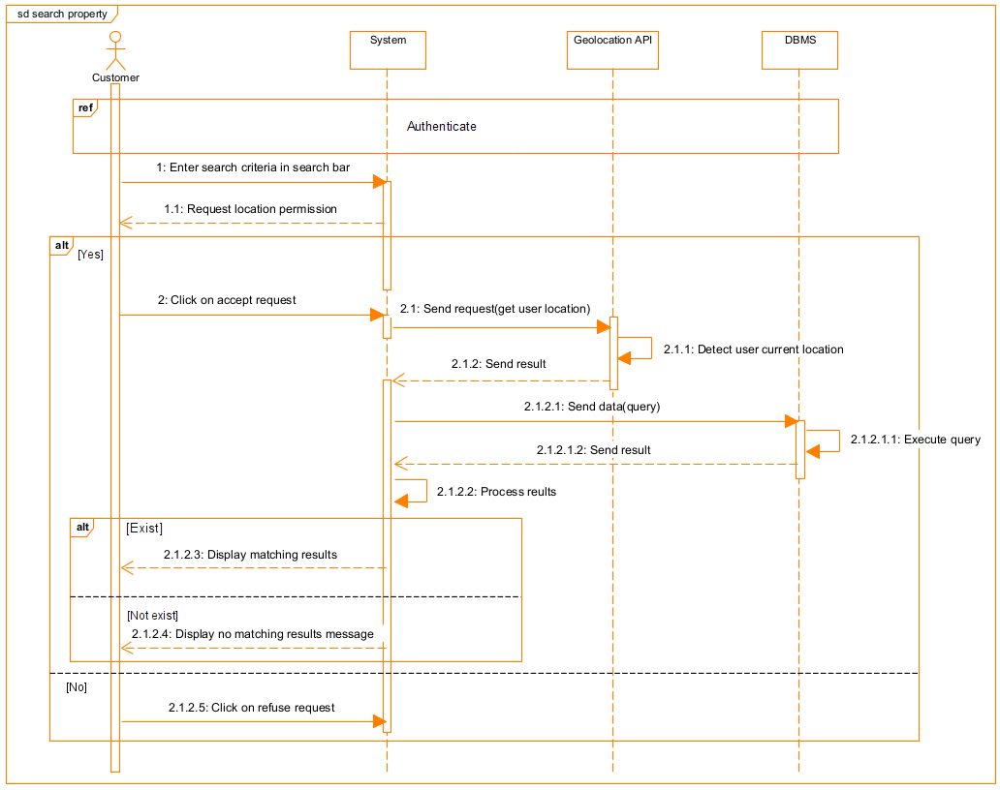 sd search property
System
Geolocation API
DBMS
Customer
ref
Authenticate
1: Enter search criteria in search bar
1.1: Request location permission
alt
[Yes]
2: Click on accept request
2.1: Send request(get user location)
2.1.1: Detect user current location
2.1.2: Send result
2.1.2.1: Send data(query)
2.1.2.1.1: Execute query
2.1.2.1.2: Send result
2.1.2.2: Process reults
alt
[Exist]
2.1.2.3: Display matching results
[Not exist]
2.1.2.4: Display no matching results message
[No]
2.1.2.5: Click on refuse request